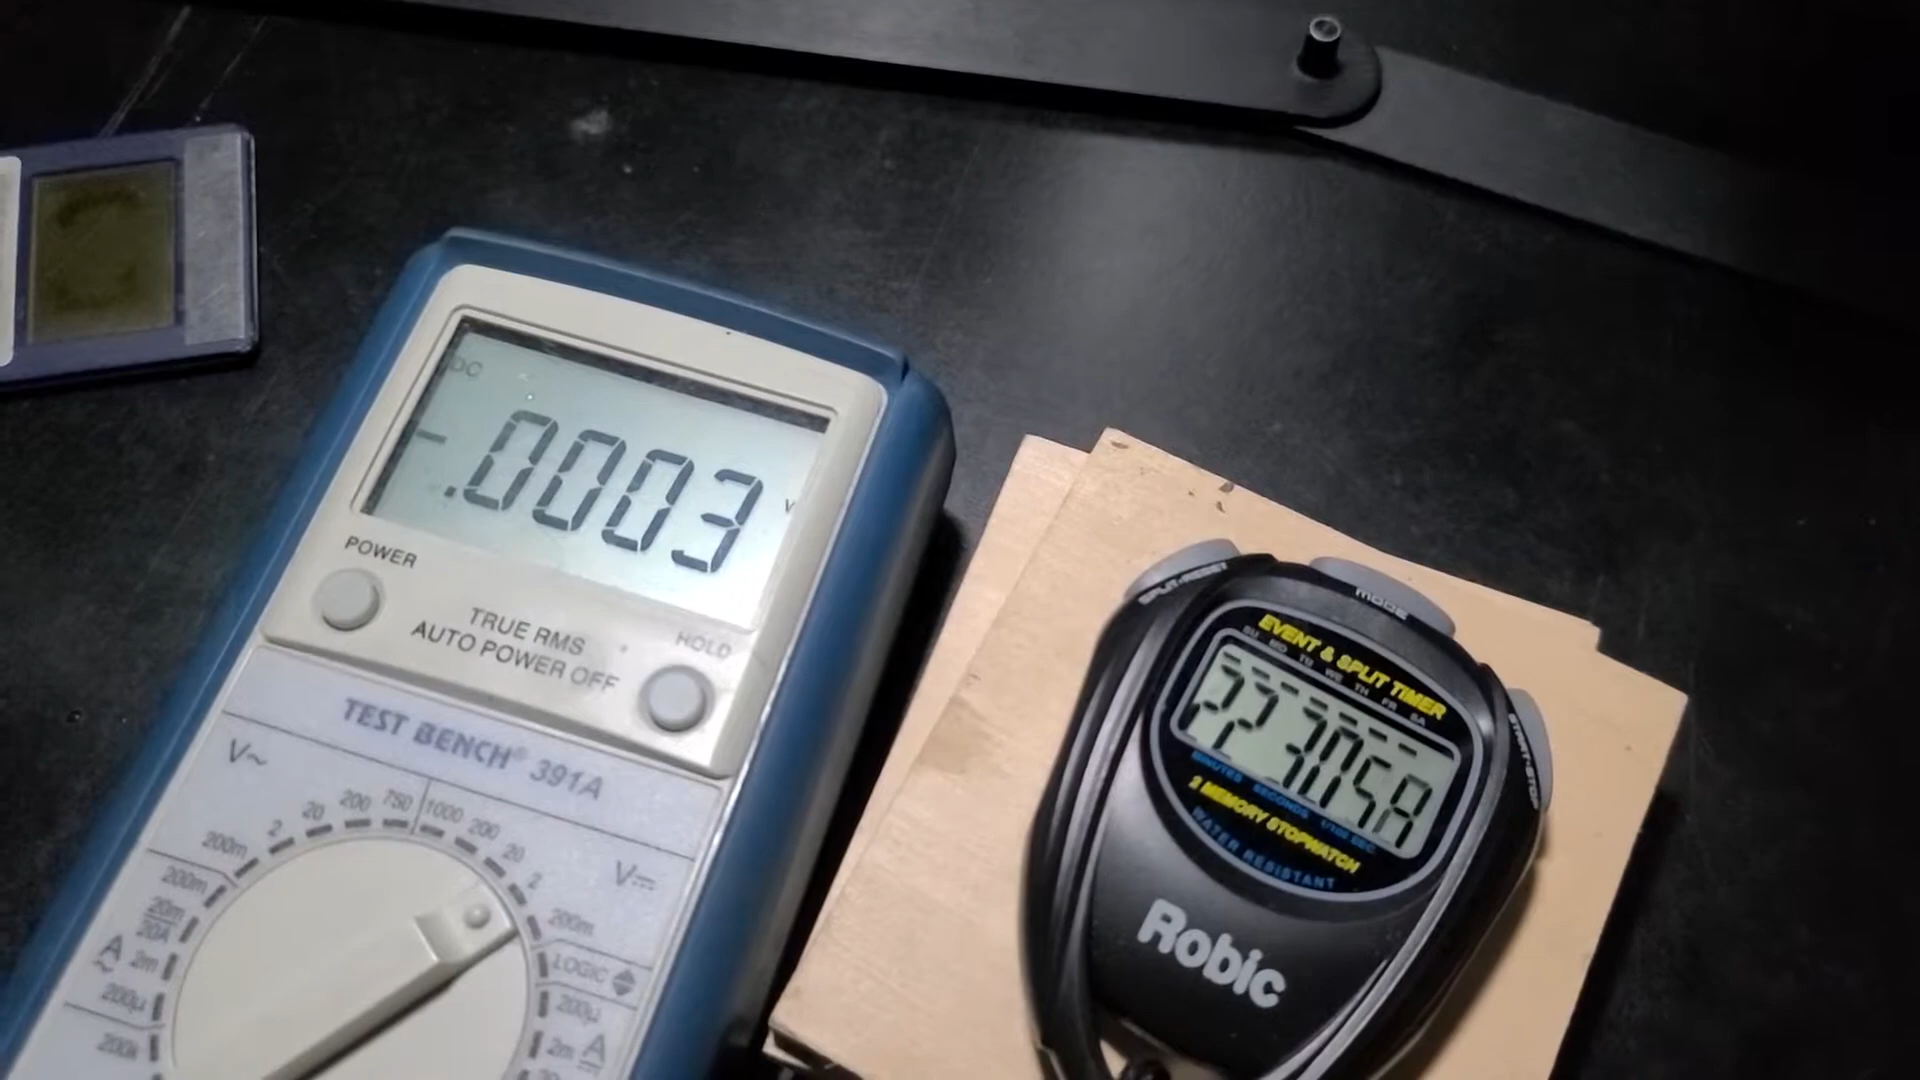 DC
-.0003
V
POWER
TRUE RMS
AUTO POWER OFF
HOLD
TEST BENCH® 391A
V~
V⎓
200m
2
20
200
750
1000
200
20
2
200m
200m
20m
20A
A~
2m
200µ
200k
LOGIC
200µ
2m
A⎓
SPLIT-RESET
MODE
START-STOP
EVENT & SPLIT TIMER
SU MO TU WE TH FR SA
22
MINUTES SECONDS 1/100 SEC
2 MEMORY STOPWATCH
WATER RESISTANT
Robic